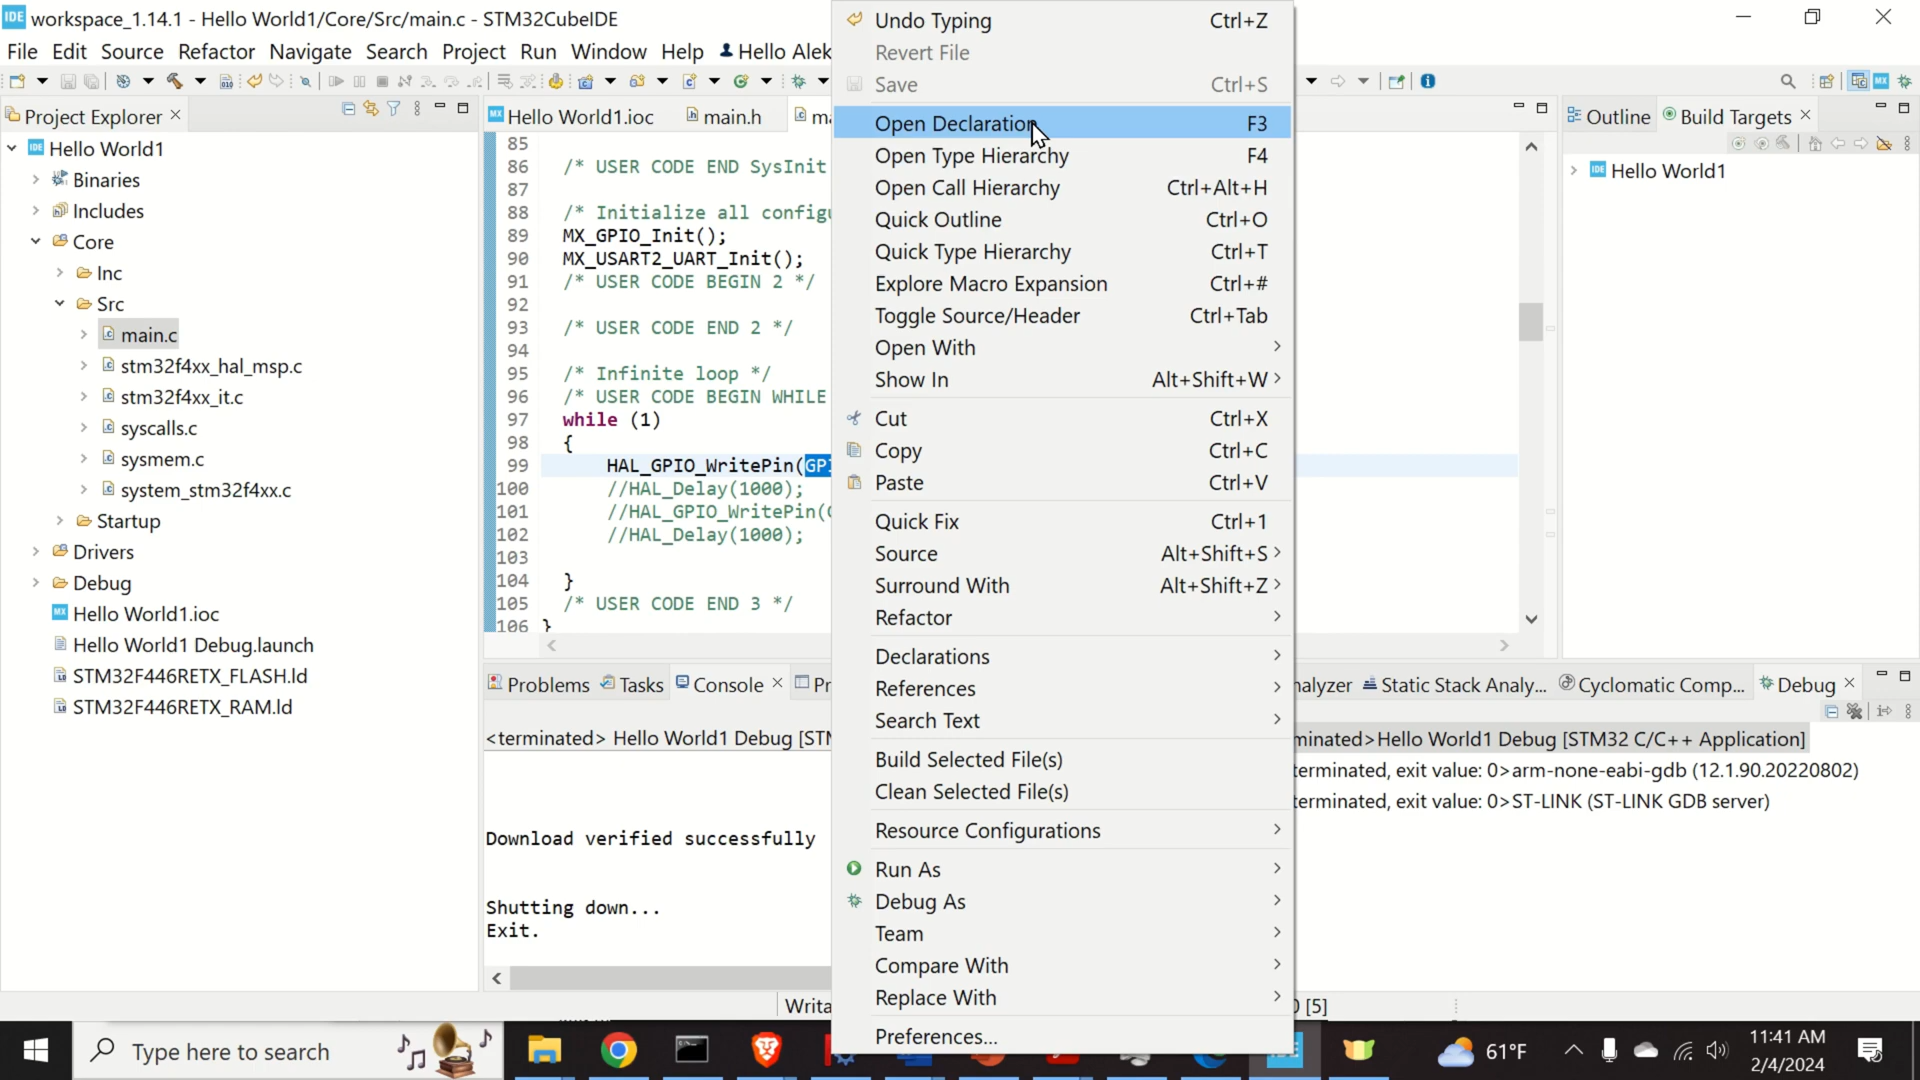 workspace_1.14.1 - Hello World1/Core/Src/main.c - STM32CubeIDE
File Edit Source Refactor Navigate Search Project Run Window Help Hello Alek
Project Explorer
Hello World1
Binaries
Includes
Core
Inc
Src
main.c
stm32f4xx_hal_msp.c
stm32f4xx_it.c
syscalls.c
sysmem.c
system_stm32f4xx.c
Startup
Drivers
Debug
Hello World1.ioc
Hello World1 Debug.launch
STM32F446RETX_FLASH.ld
STM32F446RETX_RAM.ld
Hello World1.ioc main.h ma
85
86 /* USER CODE END SysInit
87
88 /* Initialize all configu
89 MX_GPIO_Init();
90 MX_USART2_UART_Init();
91 /* USER CODE BEGIN 2 */
92
93 /* USER CODE END 2 */
94
95 /* Infinite loop */
96 /* USER CODE BEGIN WHILE
97 while (1)
98 {
99 HAL_GPIO_WritePin(GPI
100 //HAL_Delay(1000);
101 //HAL_GPIO_WritePin(
102 //HAL_Delay(1000);
103
104 }
105 /* USER CODE END 3 */
106 }
Undo Typing Ctrl+Z
Revert File
Save Ctrl+S
Open Declaration F3
Open Type Hierarchy F4
Open Call Hierarchy Ctrl+Alt+H
Quick Outline Ctrl+O
Quick Type Hierarchy Ctrl+T
Explore Macro Expansion Ctrl+#
Toggle Source/Header Ctrl+Tab
Open With
Show In Alt+Shift+W
Cut Ctrl+X
Copy Ctrl+C
Paste Ctrl+V
Quick Fix Ctrl+1
Source Alt+Shift+S
Surround With Alt+Shift+Z
Refactor
Declarations
References
Search Text
Build Selected File(s)
Clean Selected File(s)
Resource Configurations
Run As
Debug As
Team
Compare With
Replace With
Preferences...
Outline Build Targets
Hello World1
Problems Tasks Console Pr
<terminated> Hello World1 Debug [STM
Download verified successfully
Shutting down...
Exit.
nalyzer Static Stack Analy... Cyclomatic Comp... Debug
minated>Hello World1 Debug [STM32 C/C++ Application]
erminated, exit value: 0>arm-none-eabi-gdb (12.1.90.20220802)
erminated, exit value: 0>ST-LINK (ST-LINK GDB server)
Writa
[5]
Type here to search
61°F
11:41 AM
2/4/2024